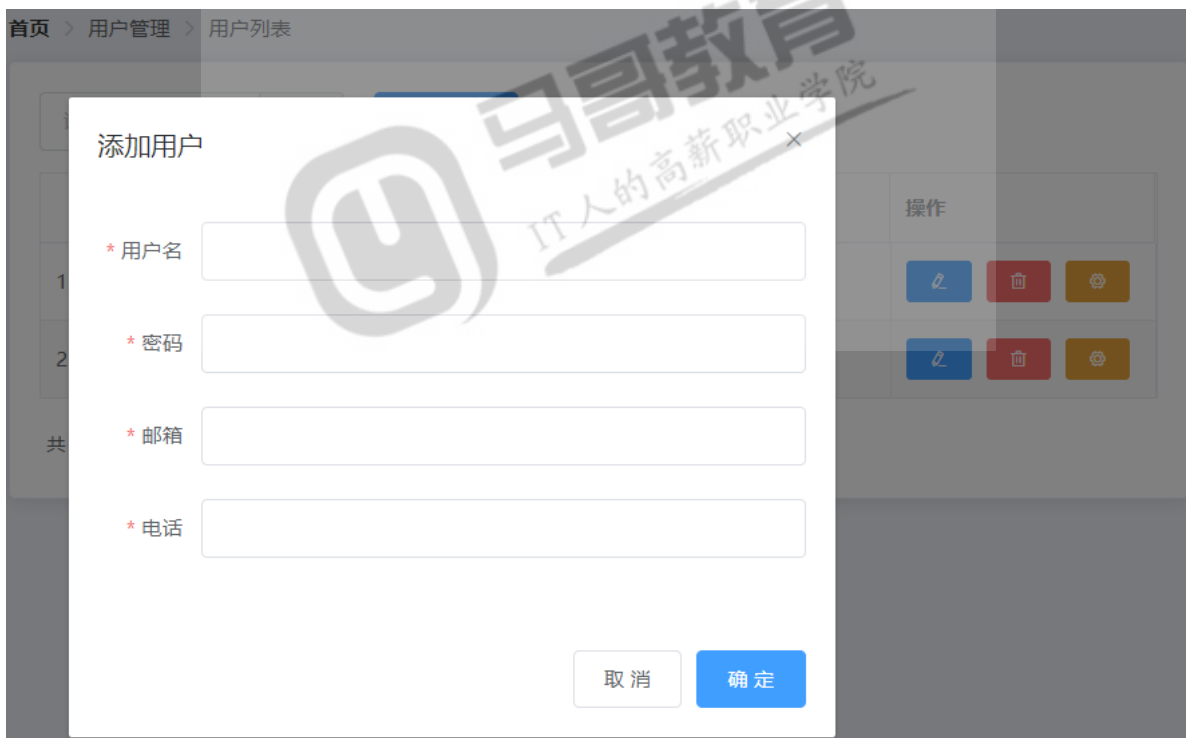 首页 > 用户管理 > 用户列表
马哥教育
IT人的高薪职业学院
添加用户
操作
* 用户名
1
* 密码
2
* 邮箱
共
* 电话
取 消
确 定